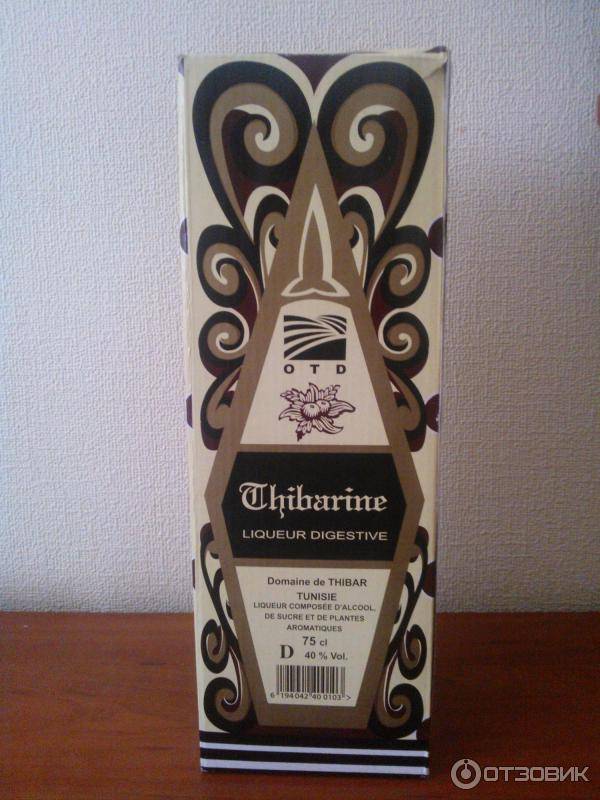 OTD
Thibarine
LIQUEUR DIGESTIVE
Domaine de THIBAR
TUNISIE
LIQUEUR COMPOSÉE D'ALCOOL,
DE SUCRE ET DE PLANTES
AROMATIQUES
75 cl
D 40 % Vol.
6 194042 400103 >
ОТЗОВИК